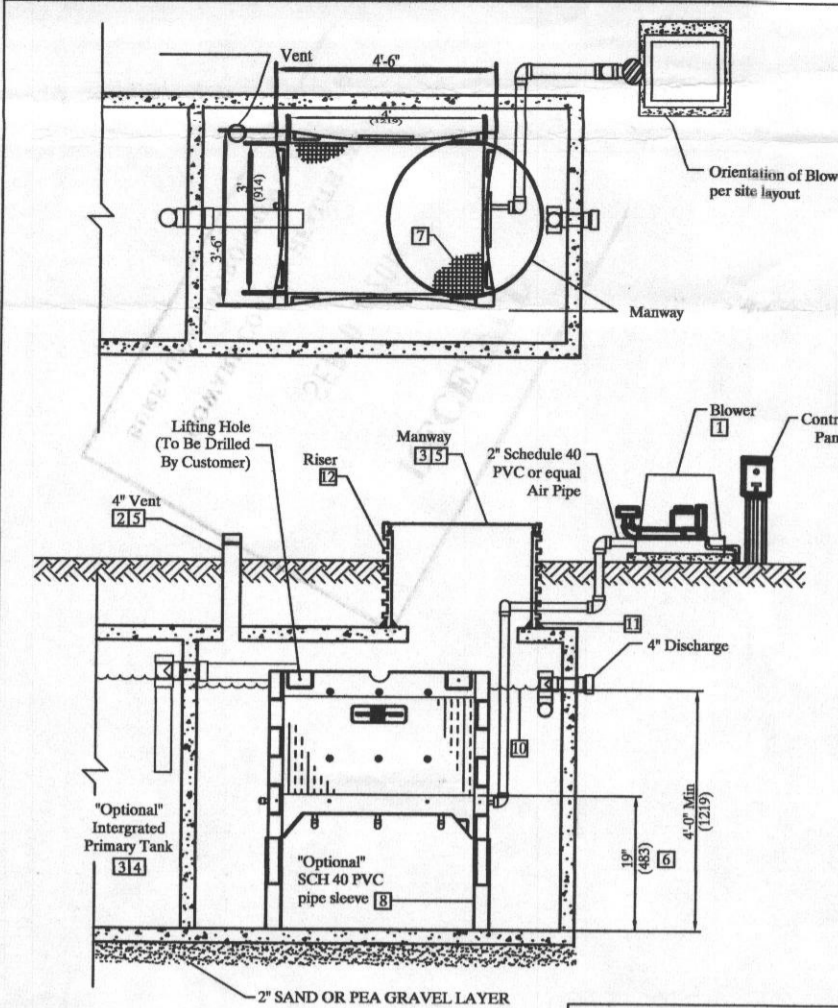 Vent
4'-6"
4'
(1219)
3'
(914)
3'-6"
7
Orientation of Blow
per site layout
Manway
Lifting Hole
(To Be Drilled
By Customer)
Riser
12
Manway
3 5
2" Schedule 40
PVC or equal
Air Pipe
Blower
1
Contr
Pan
4" Vent
2 5
11
4" Discharge
10
"Optional"
Intergrated
Primary Tank
3 4
"Optional"
SCH 40 PVC
pipe sleeve 8
19"
(483)
6
4'-0" Min
(1219)
2" SAND OR PEA GRAVEL LAYER